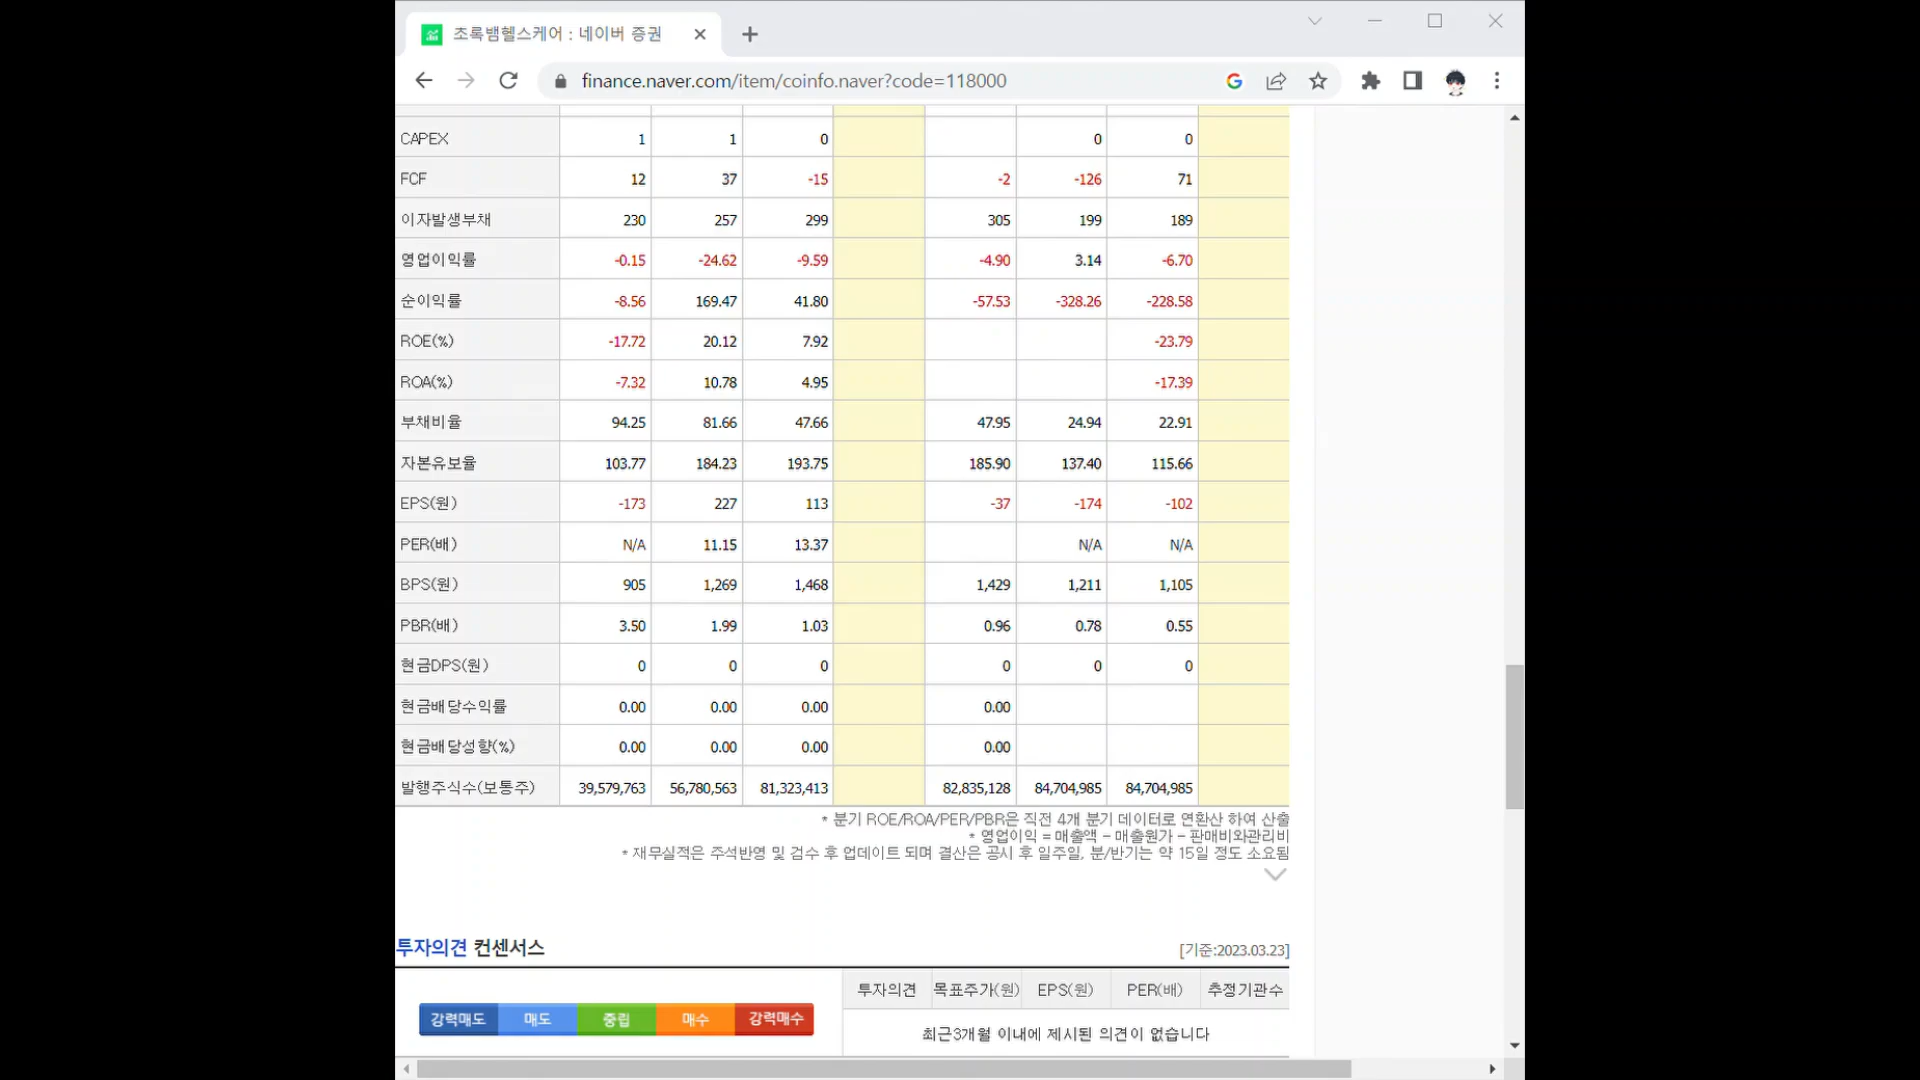 초록뱀헬스케어 : 네이버 증권
finance.naver.com/item/coinfo.naver?code=118000
CAPEX 1 1 0 0 0
FCF 12 37 -15 -2 -126 71
이자발생부채 230 257 299 305 199 189
영업이익률 -0.15 -24.62 -9.59 -4.90 3.14 -6.70
순이익률 -8.56 169.47 41.80 -57.53 -328.26 -228.58
ROE(%) -17.72 20.12 7.92 -23.79
ROA(%) -7.32 10.78 4.95 -17.39
부채비율 94.25 81.66 47.66 47.95 24.94 22.91
자본유보율 103.77 184.23 193.75 185.90 137.40 115.66
EPS(원) -173 227 113 -37 -174 -102
PER(배) N/A 11.15 13.37 N/A N/A
BPS(원) 905 1,269 1,468 1,429 1,211 1,105
PBR(배) 3.50 1.99 1.03 0.96 0.78 0.55
현금DPS(원) 0 0 0 0 0 0
현금배당수익률 0.00 0.00 0.00 0.00
현금배당성향(%) 0.00 0.00 0.00 0.00
발행주식수(보통주) 39,579,763 56,780,563 81,323,413 82,835,128 84,704,985 84,704,985
* 분기 ROE/ROA/PER/PBR은 직전 4개 분기 데이터로 연환산 하여 산출
* 영업이익 = 매출액 - 매출원가 - 판매비와관리비
* 재무실적은 주석반영 및 검수 후 업데이트 되며 결산은 공시 후 일주일, 분/반기는 약 15일 정도 소요됨
투자의견 컨센서스 [기준:2023.03.23]
투자의견 목표주가(원) EPS(원) PER(배) 추정기관수
강력매도 매도 중립 매수 강력매수
최근3개월 이내에 제시된 의견이 없습니다